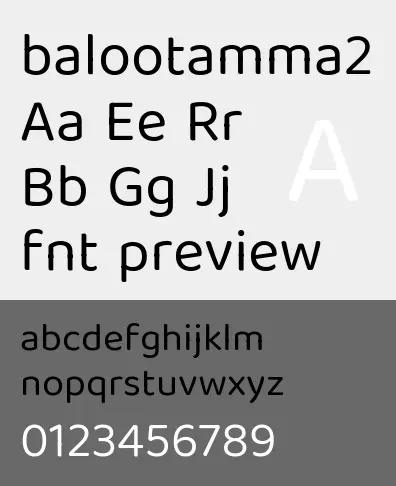 balootamma2
Aa Ee Rr
A
Bb Gg Jj
fnt preview
abcdefghijklm
nopqrstuvwxyz
0123456789